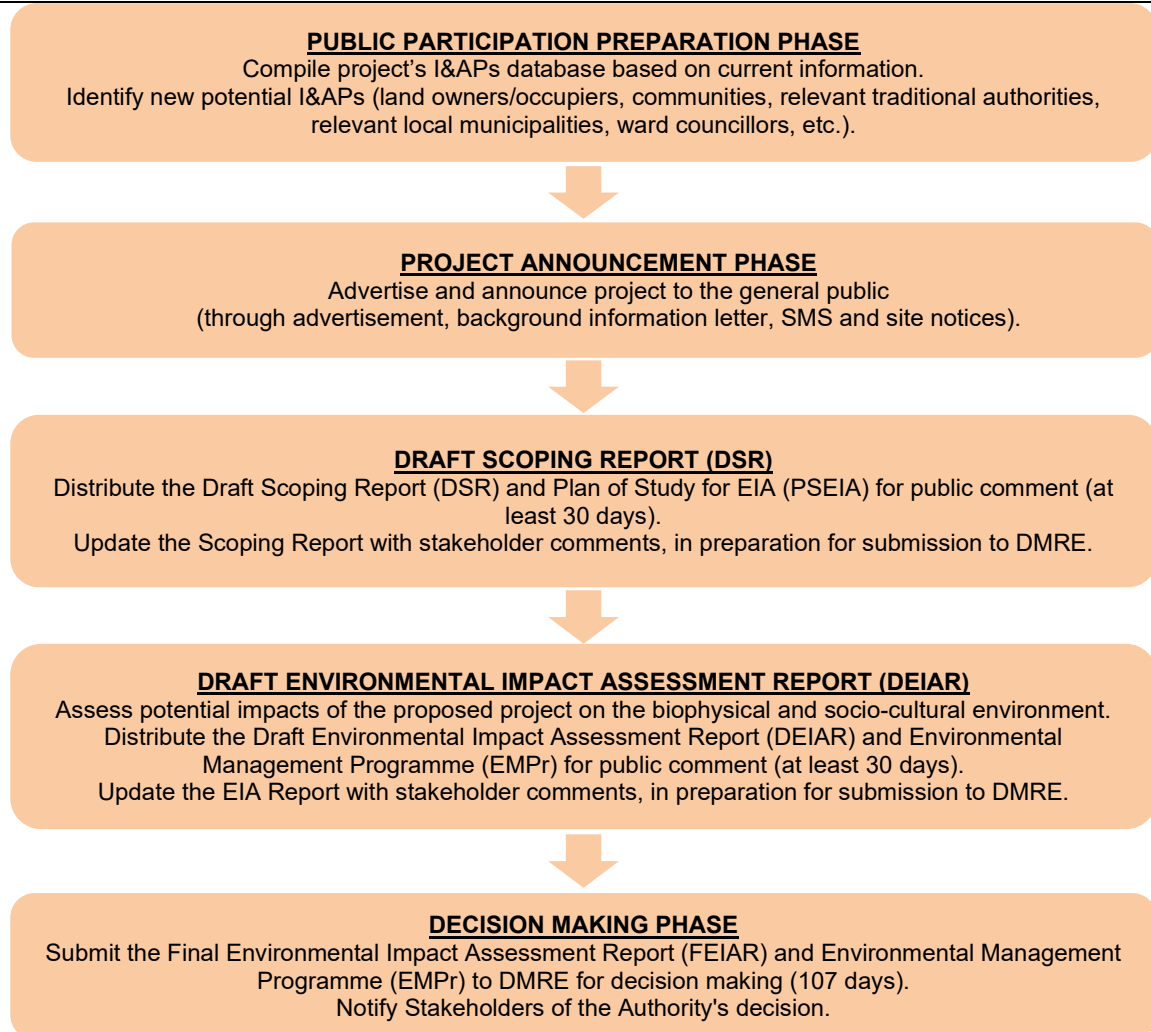 PUBLIC PARTICIPATION PREPARATION PHASE
Compile project's I&APs database based on current information.
Identify new potential I&APs (land owners/occupiers, communities, relevant traditional authorities,
relevant local municipalities, ward councillors, etc.).
PROJECT ANNOUNCEMENT PHASE
Advertise and announce project to the general public
(through advertisement, background information letter, SMS and site notices).
DRAFT SCOPING REPORT (DSR)
Distribute the Draft Scoping Report (DSR) and Plan of Study for EIA (PSEIA) for public comment (at
least 30 days).
Update the Scoping Report with stakeholder comments, in preparation for submission to DMRE.
DRAFT ENVIRONMENTAL IMPACT ASSESSMENT REPORT (DEIAR)
Assess potential impacts of the proposed project on the biophysical and socio-cultural environment.
Distribute the Draft Environmental Impact Assessment Report (DEIAR) and Environmental
Management Programme (EMPr) for public comment (at least 30 days).
Update the EIA Report with stakeholder comments, in preparation for submission to DMRE.
DECISION MAKING PHASE
Submit the Final Environmental Impact Assessment Report (FEIAR) and Environmental Management
Programme (EMPr) to DMRE for decision making (107 days).
Notify Stakeholders of the Authority's decision.